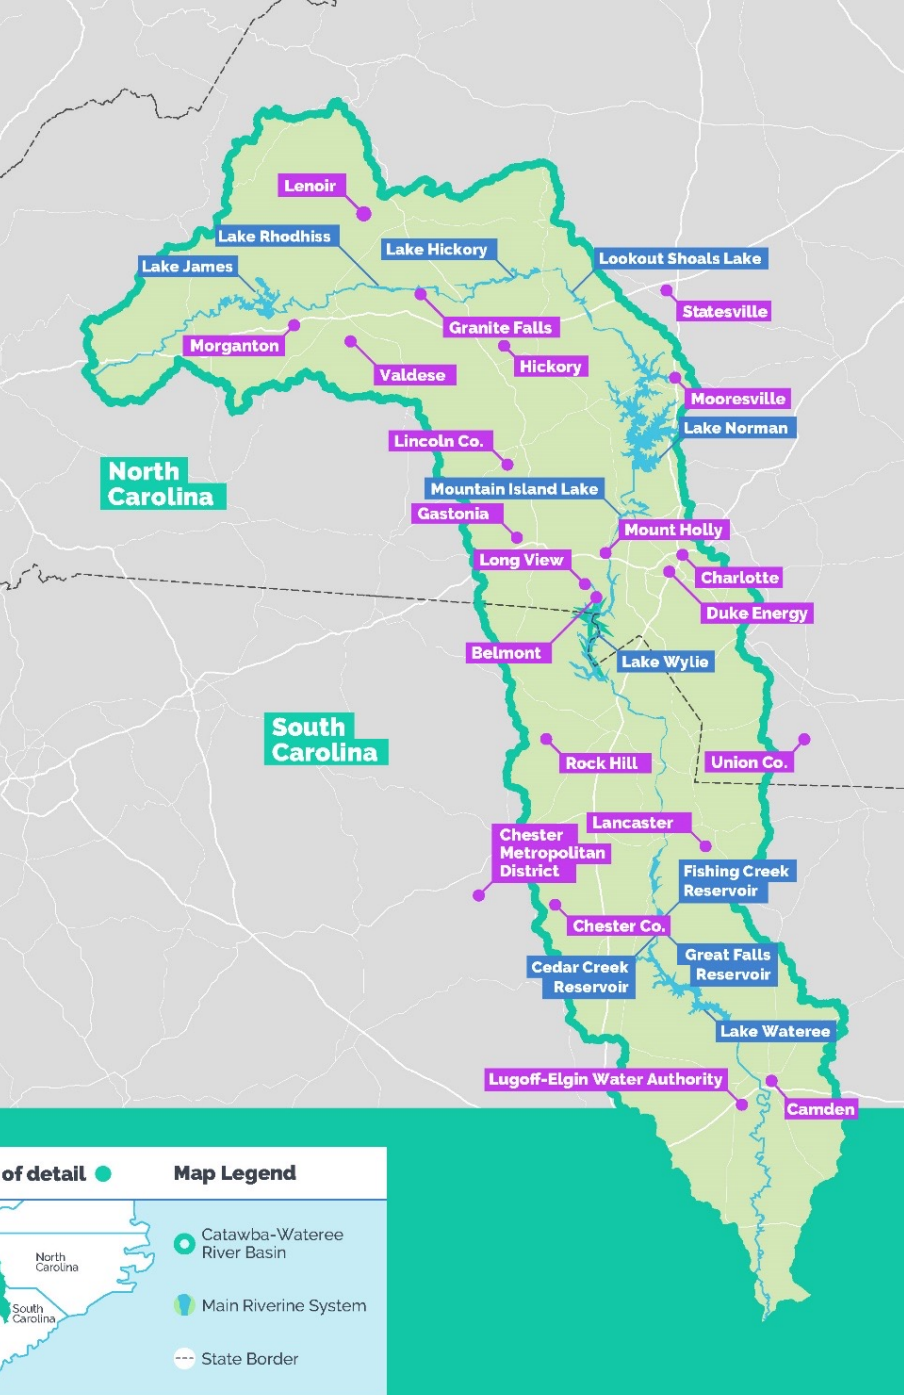 Lenoir
Lake Rhodhiss
Lake Hickory
Lookout Shoals Lake
Lake James
Statesville
Granite Falls
Morganton
Hickory
Valdese
Mooresville
Lake Norman
Lincoln Co.
North
Carolina
Mountain Island Lake
Gastonia
Mount Holly
Long View
Charlotte
Duke Energy
Belmont
Lake Wylie
South
Carolina
Rock Hill
Union Co.
Lancaster
Chester
Metropolitan
District
Fishing Creek
Reservoir
Chester Co.
Great Falls
Reservoir
Cedar Creek
Reservoir
Lake Wateree
Lugoff-Elgin Water Authority
Camden
of detail
Map Legend
Catawba-Wateree
River Basin
Main Riverine System
State Border
North
Carolina
South
Carolina